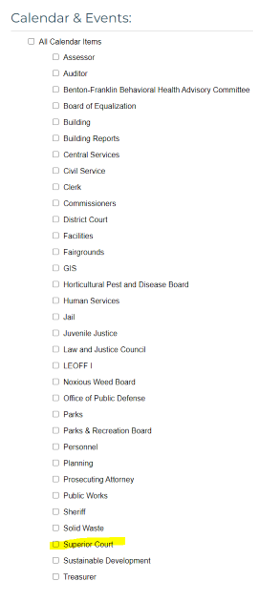 Calendar & Events:
All Calendar Items
Assessor
Auditor
Benton-Franklin Behavioral Health Advisory Committee
Board of Equalization
Building
Building Reports
Central Services
Civil Service
Clerk
Commissioners
District Court
Facilities
Fairgrounds
GIS
Horticultural Pest and Disease Board
Human Services
Jail
Juvenile Justice
Law and Justice Council
LEOFF I
Noxious Weed Board
Office of Public Defense
Parks
Parks & Recreation Board
Personnel
Planning
Prosecuting Attorney
Public Works
Sheriff
Solid Waste
Superior Court
Sustainable Development
Treasurer